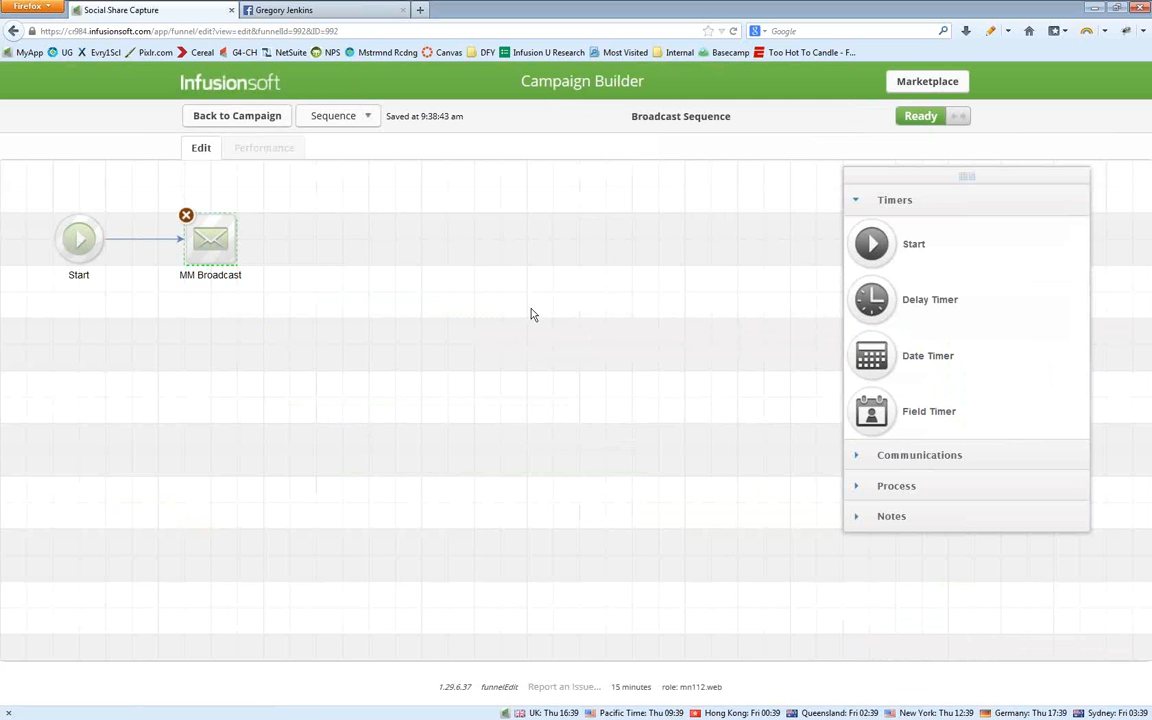 Firefox
Social Share Capture
Gregory Jenkins
https://cr984.infusionsoft.com/app/funnel/edit?view=edit&funnelId=992&ID=992
Google
MyApp
UG
Evry1Scl
Pixlr.com
Cereal
G4-CH
NetSuite
NPS
Mstrmnd Rcdng
Canvas
DFY
Infusion U Research
Most Visited
Internal
Basecamp
Too Hot To Candle - F...
Infusionsoft
Campaign Builder
Marketplace
Back to Campaign
Sequence
Saved at 9:38:43 am
Broadcast Sequence
Ready
Edit
Performance
Timers
Start
Delay Timer
Date Timer
Field Timer
Communications
Process
Notes
Start
MM Broadcast
1.29.6.37
funnelEdit
Report an Issue...
15 minutes
role: mn112.web
UK: Thu 16:39
Pacific Time: Thu 09:39
Hong Kong: Fri 00:39
Queensland: Fri 02:39
New York: Thu 12:39
Germany: Thu 17:39
Sydney: Fri 03:39